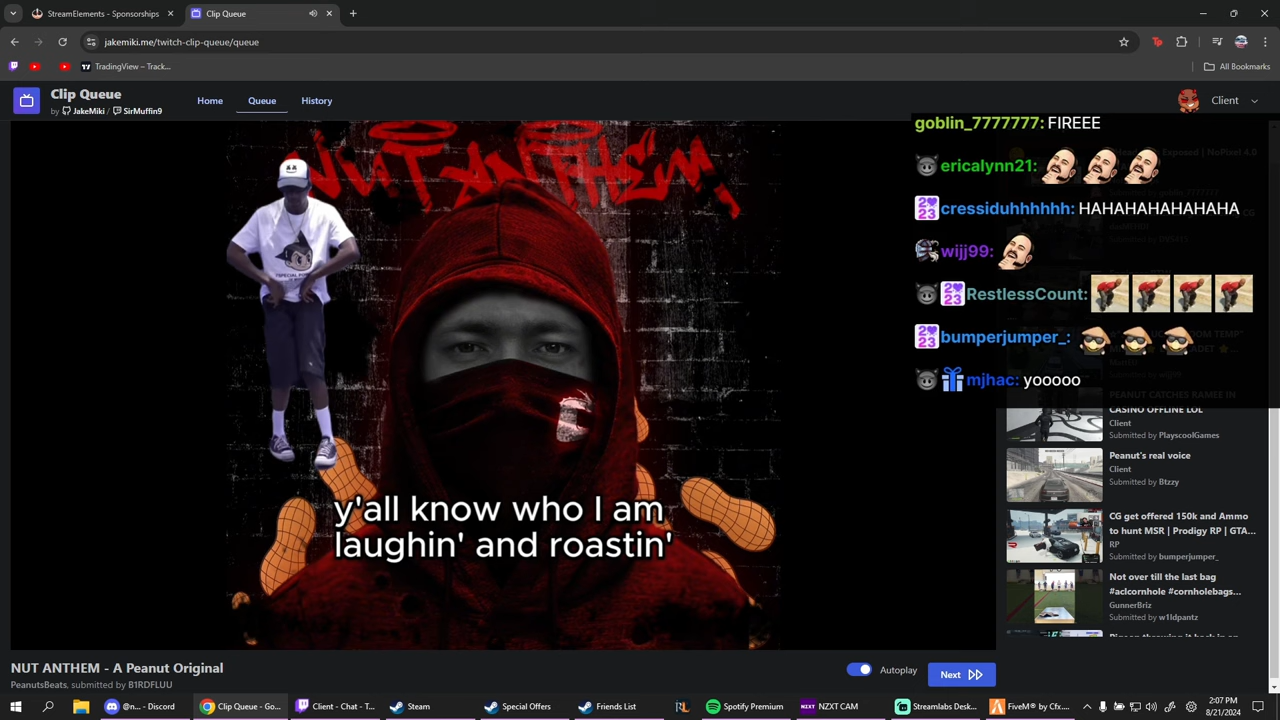 StreamElements - Sponsorships
Clip Queue
jakemiki.me/twitch-clip-queue/queue
TradingView – Track...
All Bookmarks
Clip Queue
by JakeMiki / SirMuffin9
Home
Queue
History
Client
NUT ANTHEM
y'all know who I am
laughin' and roastin'
goblin_7777777: FIREEE
ericalynn21:
cressiduhhhhhh: HAHAHAHAHAHAHA
wijj99:
RestlessCount:
bumperjumper_:
mjhac: yooooo
PEANUT CATCHES RAMEE IN
CASINO OFFLINE LOL
Client
Submitted by PlayscoolGames
Peanut's real voice
Client
Submitted by Btzzy
CG get offered 150k and Ammo
to hunt MSR | Prodigy RP | GTA...
RP
Submitted by bumperjumper_
Not over till the last bag
#aclcornhole #cornholebags...
GunnerBriz
Submitted by w1ldpantz
NUT ANTHEM - A Peanut Original
PeanutsBeats, submitted by B1RDFLUU
Autoplay
Next
@n... - Discord
Clip Queue - Go...
Client - Chat - T...
Steam
Special Offers
Friends List
Spotify Premium
NZXT CAM
Streamlabs Desk...
FiveM® by Cfx....
2:07 PM
8/21/2024